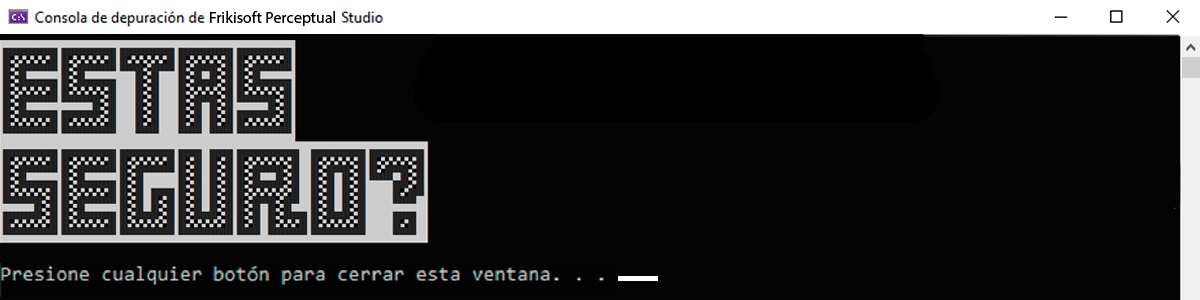 C:\
Consola de depuración de Frikisoft Perceptual Studio
ESTAS
SEGURO?
Presione cualquier botón para cerrar esta ventana. . .